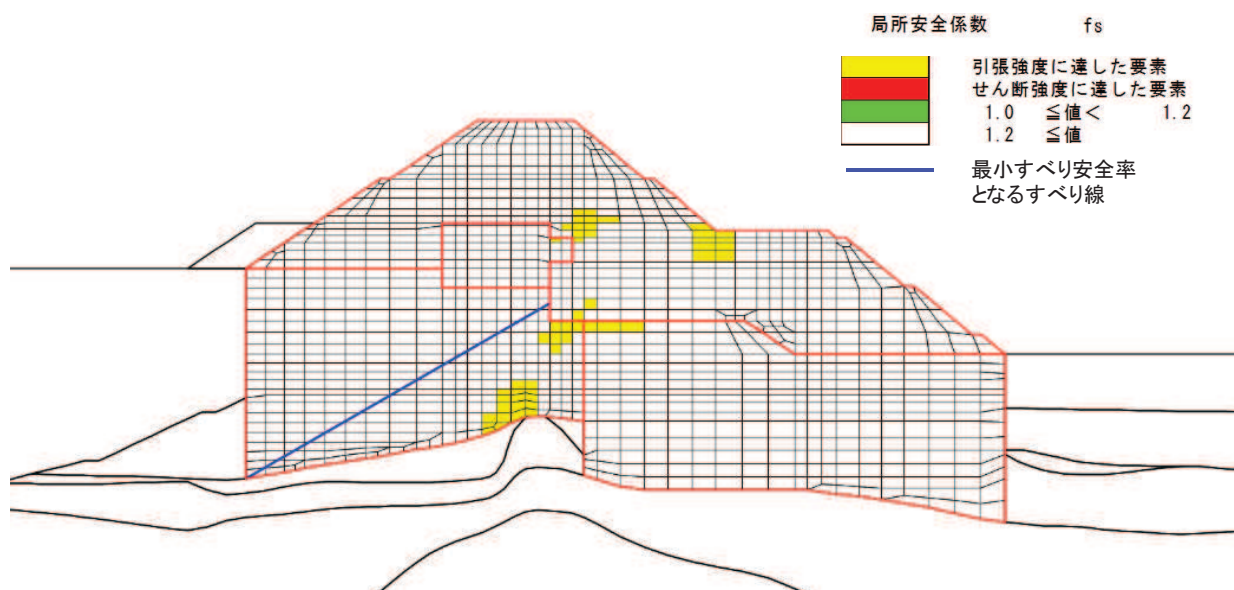 局所安全係数 fs
引張強度に達した要素
せん断強度に達した要素
1.0 ≦値< 1.2
1.2 ≦値
最小すべり安全率
となるすべり線